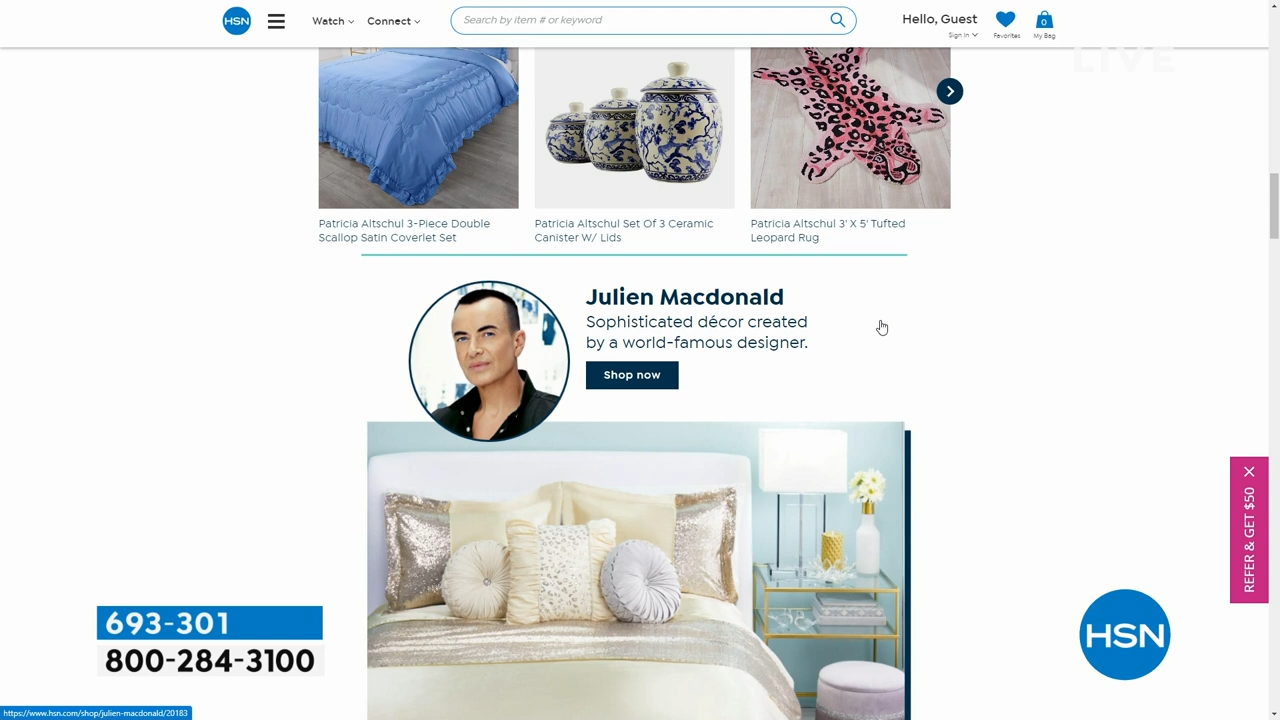 HSN
Watch
Connect
Search by item # or keyword
Hello, Guest
Sign In
Favorites
0
My Bag
LIVE
Patricia Altschul 3-Piece Double
Scallop Satin Coverlet Set
Patricia Altschul Set Of 3 Ceramic
Canister W/ Lids
Patricia Altschul 3' X 5' Tufted
Leopard Rug
Julien Macdonald
Sophisticated décor created
by a world-famous designer.
Shop now
REFER & GET $50
693-301
800-284-3100
HSN
https://www.hsn.com/shop/julien-macdonald/20183